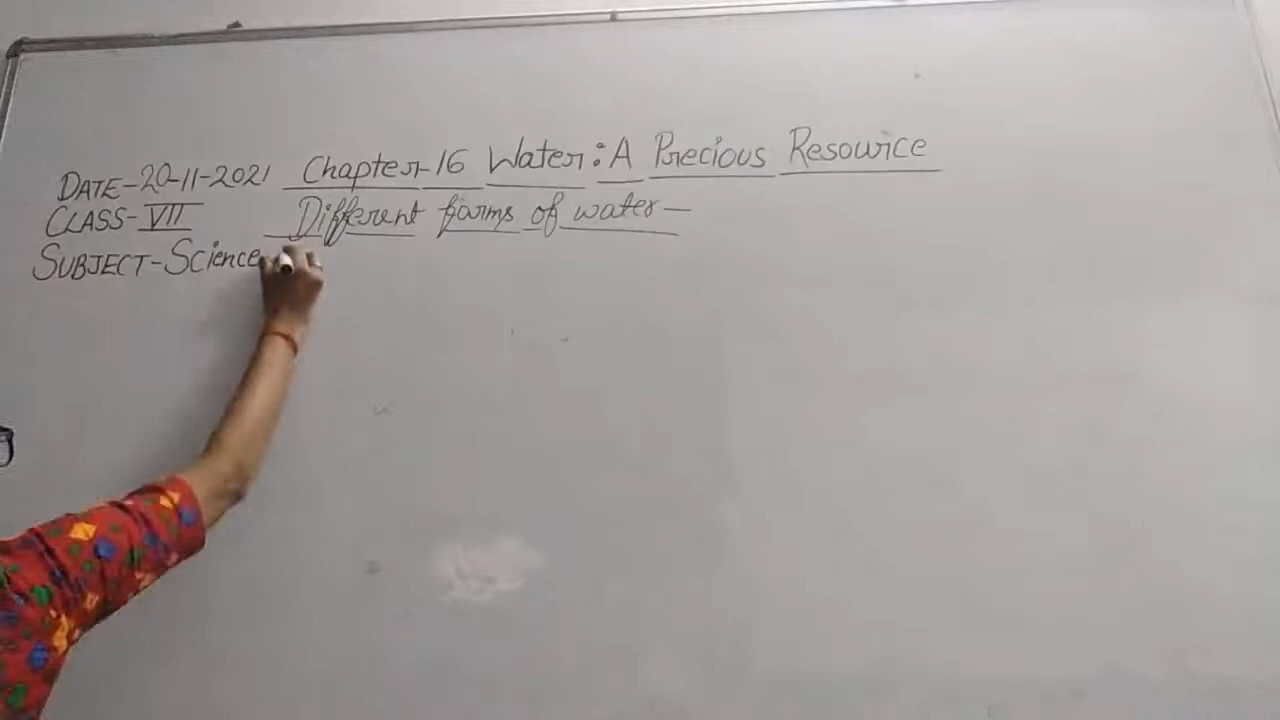 DATE-20-11-2021 Chapter-16 Water: A Precious Resource
CLASS-VII Different forms of water-
SUBJECT-Science